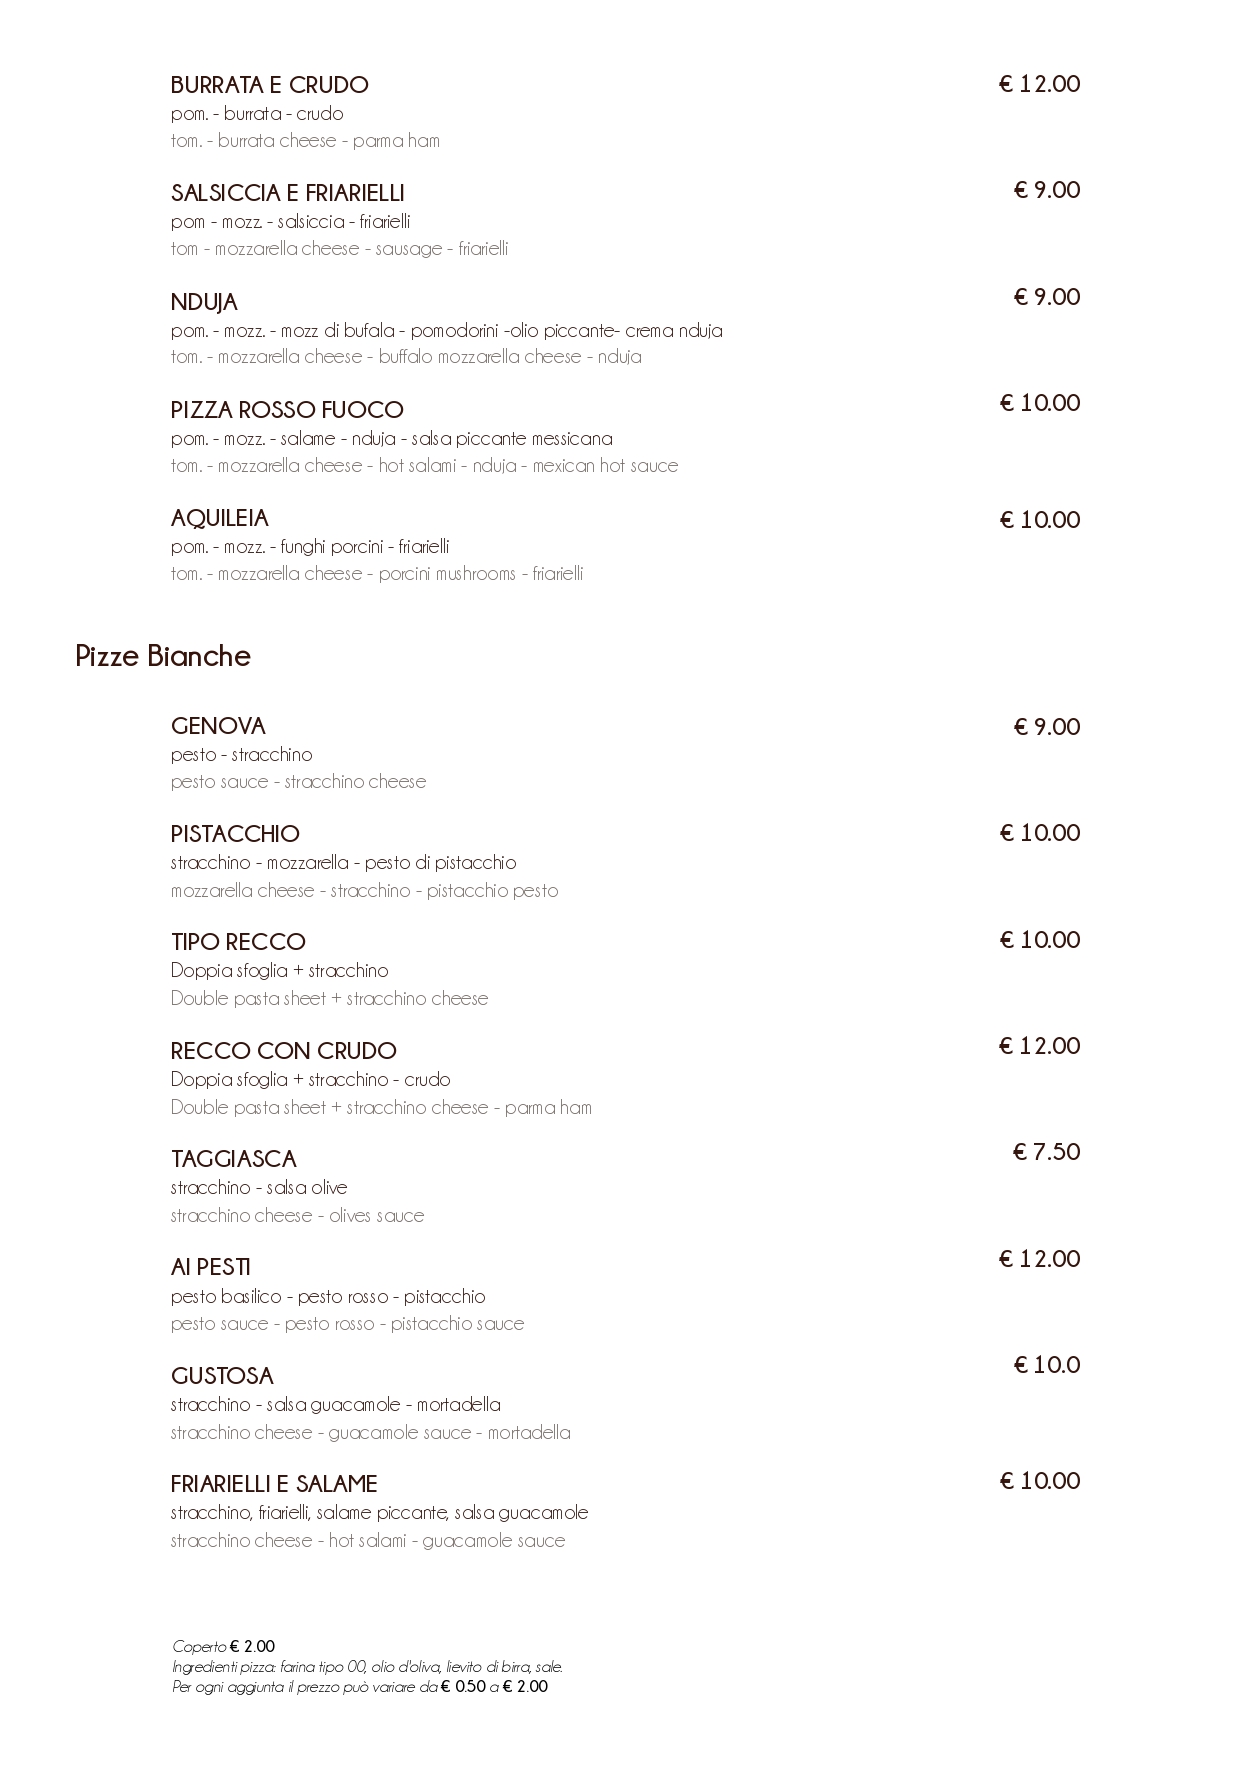 BURRATA E CRUDO € 12.00
pom. - burrata - crudo
tom. - burrata cheese - parma ham
SALSICCIA E FRIARIELLI € 9.00
pom - mozz. - salsiccia - friarielli
tom - mozzarella cheese - sausage - friarielli
NDUJA € 9.00
pom. - mozz. - mozz di bufala - pomodorini -olio piccante- crema nduja
tom. - mozzarella cheese - buffalo mozzarella cheese - nduja
PIZZA ROSSO FUOCO € 10.00
pom. - mozz. - salame - nduja - salsa piccante messicana
tom. - mozzarella cheese - hot salami - nduja - mexican hot sauce
AQUILEIA € 10.00
pom. - mozz. - funghi porcini - friarielli
tom. - mozzarella cheese - porcini mushrooms - friarielli
Pizze Bianche
GENOVA € 9.00
pesto - stracchino
pesto sauce - stracchino cheese
PISTACCHIO € 10.00
stracchino - mozzarella - pesto di pistacchio
mozzarella cheese - stracchino - pistacchio pesto
TIPO RECCO € 10.00
Doppia sfoglia + stracchino
Double pasta sheet + stracchino cheese
RECCO CON CRUDO € 12.00
Doppia sfoglia + stracchino - crudo
Double pasta sheet + stracchino cheese - parma ham
TAGGIASCA € 7.50
stracchino - salsa olive
stracchino cheese - olives sauce
AI PESTI € 12.00
pesto basilico - pesto rosso - pistacchio
pesto sauce - pesto rosso - pistacchio sauce
GUSTOSA € 10.0
stracchino - salsa guacamole - mortadella
stracchino cheese - guacamole sauce - mortadella
FRIARIELLI E SALAME € 10.00
stracchino, friarielli, salame piccante, salsa guacamole
stracchino cheese - hot salami - guacamole sauce
Coperto € 2.00
Ingredienti pizza: farina tipo 00, olio d'oliva, lievito di birra, sale.
Per ogni aggiunta il prezzo può variare da € 0.50 a € 2.00